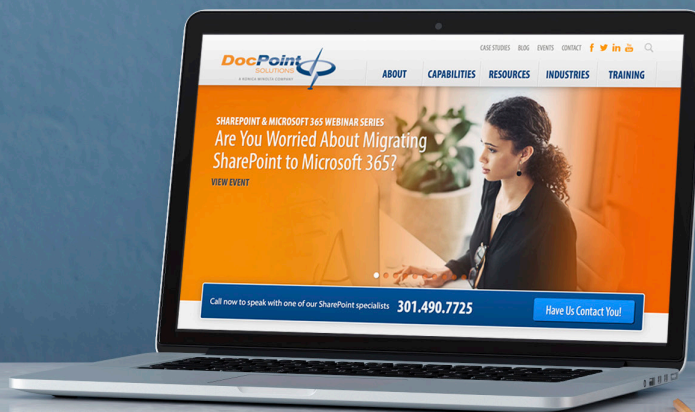 CASE STUDIES BLOG EVENTS CONTACT
DocPoint
SOLUTIONS
ABOUT CAPABILITIES RESOURCES INDUSTRIES TRAINING
SHAREPOINT & MICROSOFT 365 WEBINAR SERIES
Are You Worried About Migrating
SharePoint to Microsoft 365?
VIEW EVENT
Call now to speak with one of our SharePoint specialists 301.490.7725 Have Us Contact You!